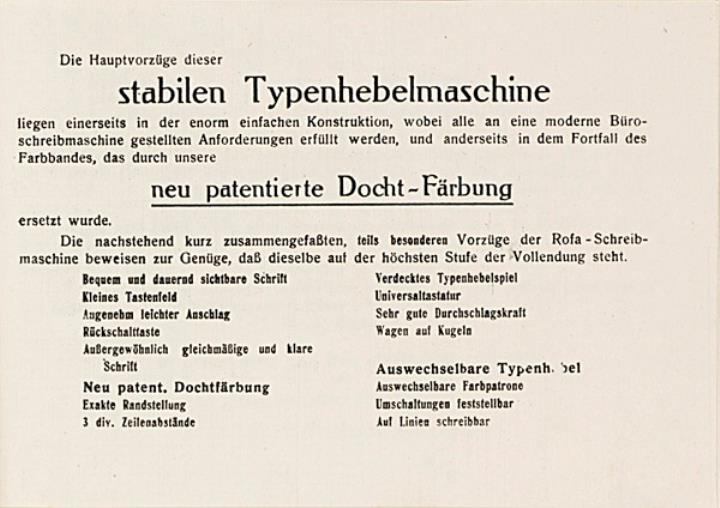 Die Hauptvorzüge dieser
stabilen Typenhebelmaschine
liegen einerseits in der enorm einfachen Konstruktion, wobei alle an eine moderne Büro-
schreibmaschine gestellten Anforderungen erfüllt werden, und anderseits in dem Fortfall des
Farbbandes, das durch unsere
neu patentierte Docht-Färbung
ersetzt wurde.
Die nachstehend kurz zusammengefaßten, teils besonderen Vorzüge der Rofa-Schreib-
maschine beweisen zur Genüge, daß dieselbe auf der höchsten Stufe der Vollendung steht.
Bequem und dauernd sichtbare Schrift
Kleines Tastenfeld
Angenehm leichter Anschlag
Rückschalttaste
Außergewöhnlich gleichmäßige und klare
Schrift
Neu patent. Dochtfärbung
Exakte Randstellung
3 div. Zeilenabstände
Verdecktes Typenhebelspiel
Universaltastatur
Sehr gute Durchschlagskraft
Wagen auf Kugeln
Auswechselbare
Auswechselbare Farbpatrone
Umschaltungen feststellbar
Auf Linien schreibbar